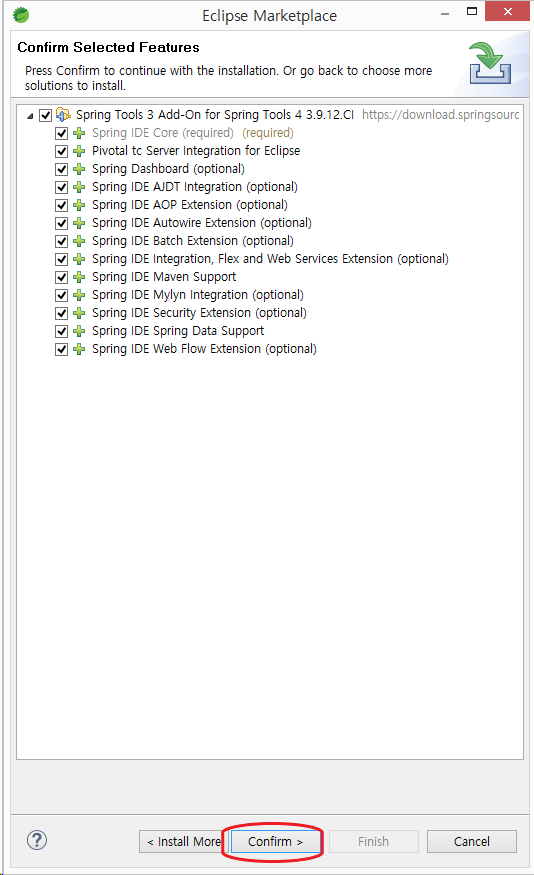 Eclipse Marketplace
Confirm Selected Features
Press Confirm to continue with the installation. Or go back to choose more
solutions to install.
Spring Tools 3 Add-On for Spring Tools 4 3.9.12.CI https://download.springsourc
Spring IDE Core (required) (required)
Pivotal tc Server Integration for Eclipse
Spring Dashboard (optional)
Spring IDE AJDT Integration (optional)
Spring IDE AOP Extension (optional)
Spring IDE Autowire Extension (optional)
Spring IDE Batch Extension (optional)
Spring IDE Integration, Flex and Web Services Extension (optional)
Spring IDE Maven Support
Spring IDE Mylyn Integration (optional)
Spring IDE Security Extension (optional)
Spring IDE Spring Data Support
Spring IDE Web Flow Extension (optional)
? < Install More Confirm > Finish Cancel